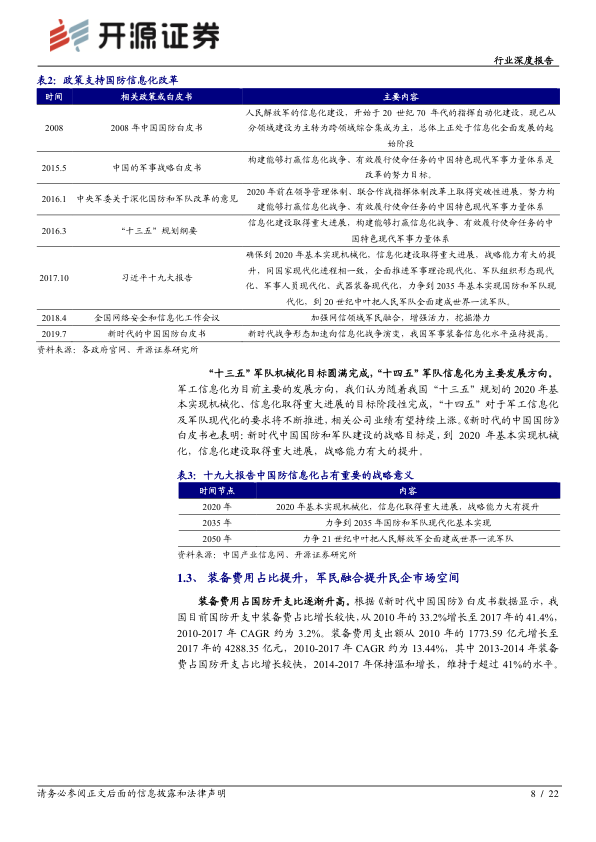 开源证券
行业深度报告
表2：政策支持国防信息化改革
时间 相关政策或白皮书 主要内容
2008 2008 年中国国防白皮书 人民解放军的信息化建设，开始于 20 世纪 70 年代的指挥自动化建设，现已从
分领域建设为主转为跨领域综合集成为主，总体上正处于信息化全面发展的起
始阶段
2015.5 中国的军事战略白皮书 构建能够打赢信息化战争、有效履行使命任务的中国特色现代军事力量体系是
改革的努力目标。
2016.1 中央军委关于深化国防和军队改革的意见 2020 年前在领导管理体制、联合作战指挥体制改革上取得突破性进展，努力构
建能够打赢信息化战争、有效履行使命任务的中国特色现代军事力量体系
2016.3 “十三五”规划纲要 信息化建设取得重大进展，构建能够打赢信息化战争、有效履行使命任务的中
国特色现代军事力量体系
2017.10 习近平十九大报告 确保到 2020 年基本实现机械化，信息化建设取得重大进展，战略能力有大的提
升，同国家现代化进程相一致，全面推进军事理论现代化、军队组织形态现代
化、军事人员现代化、武器装备现代化，力争到 2035 年基本实现国防和军队现
代化，到 20 世纪中叶把人民军队全面建成世界一流军队。
2018.4 全国网络安全和信息化工作会议 加强网信领域军民融合，增强活力，挖掘潜力
2019.7 新时代的中国国防白皮书 新时代战争形态加速向信息化战争演变，我国军事装备信息化水平亟待提高。
资料来源：各政府官网、开源证券研究所
“十三五”军队机械化目标圆满完成，“十四五”军队信息化为主要发展方向。
军工信息化为目前主要的发展方向，我们认为随着我国“十三五”规划的 2020 年基
本实现机械化，信息化取得重大进展的目标阶段性完成，“十四五”对于军工信息化
及军队现代化的要求将不断推进，相关公司业绩有望持续上涨。《新时代的中国国防》
白皮书也表明：新时代中国国防和军队建设的战略目标是，到 2020 年基本实现机械
化，信息化建设取得重大进展，战略能力有大的提升。
表3：十九大报告中国防信息化占有重要的战略意义
时间节点 内容
2020 年 2020 年基本实现机械化，信息化取得重大进展，战略能力大有提升
2035 年 力争到 2035 年国防和军队现代化基本实现
2050 年 力争 21 世纪中叶把人民解放军全面建成世界一流军队
资料来源：中国产业信息网、开源证券研究所
1.3、 装备费用占比提升，军民融合提升民企市场空间
装备费用占国防开支比逐渐升高。根据《新时代中国国防》白皮书数据显示，我
国目前国防开支中装备费占比增长较快，从 2010 年的 33.2%增长至 2017 年的 41.4%，
2010-2017 年 CAGR 约为 3.2%。装备费用支出额从 2010 年的 1773.59 亿元增长至
2017 年的 4288.35 亿元，2010-2017 年 CAGR 约为 13.44%，其中 2013-2014 年装备
费占国防开支占比增长较快，2014-2017 年保持温和增长，维持于超过 41%的水平。
请务必参阅正文后面的信息披露和法律声明 8 / 22